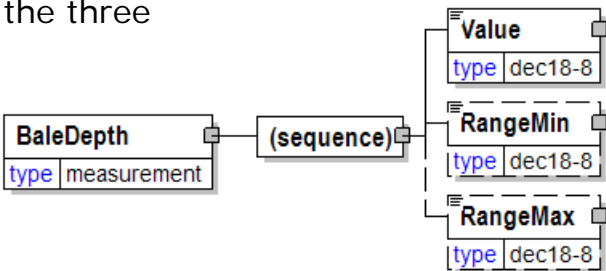 the three
Value
type dec18-8
RangeMin
type dec18-8
BaleDepth
type measurement
(sequence)
RangeMax
type dec18-8